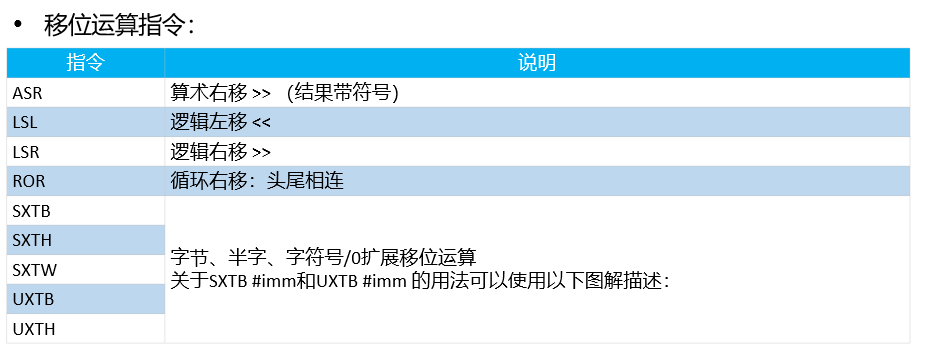 • 移位运算指令：
指令 说明
ASR 算术右移 >> （结果带符号）
LSL 逻辑左移 <<
LSR 逻辑右移 >>
ROR 循环右移：头尾相连
SXTB
SXTH
SXTW
UXTB
UXTH
字节、半字、字符号/0扩展移位运算
关于SXTB #imm和UXTB #imm 的用法可以使用以下图解描述：